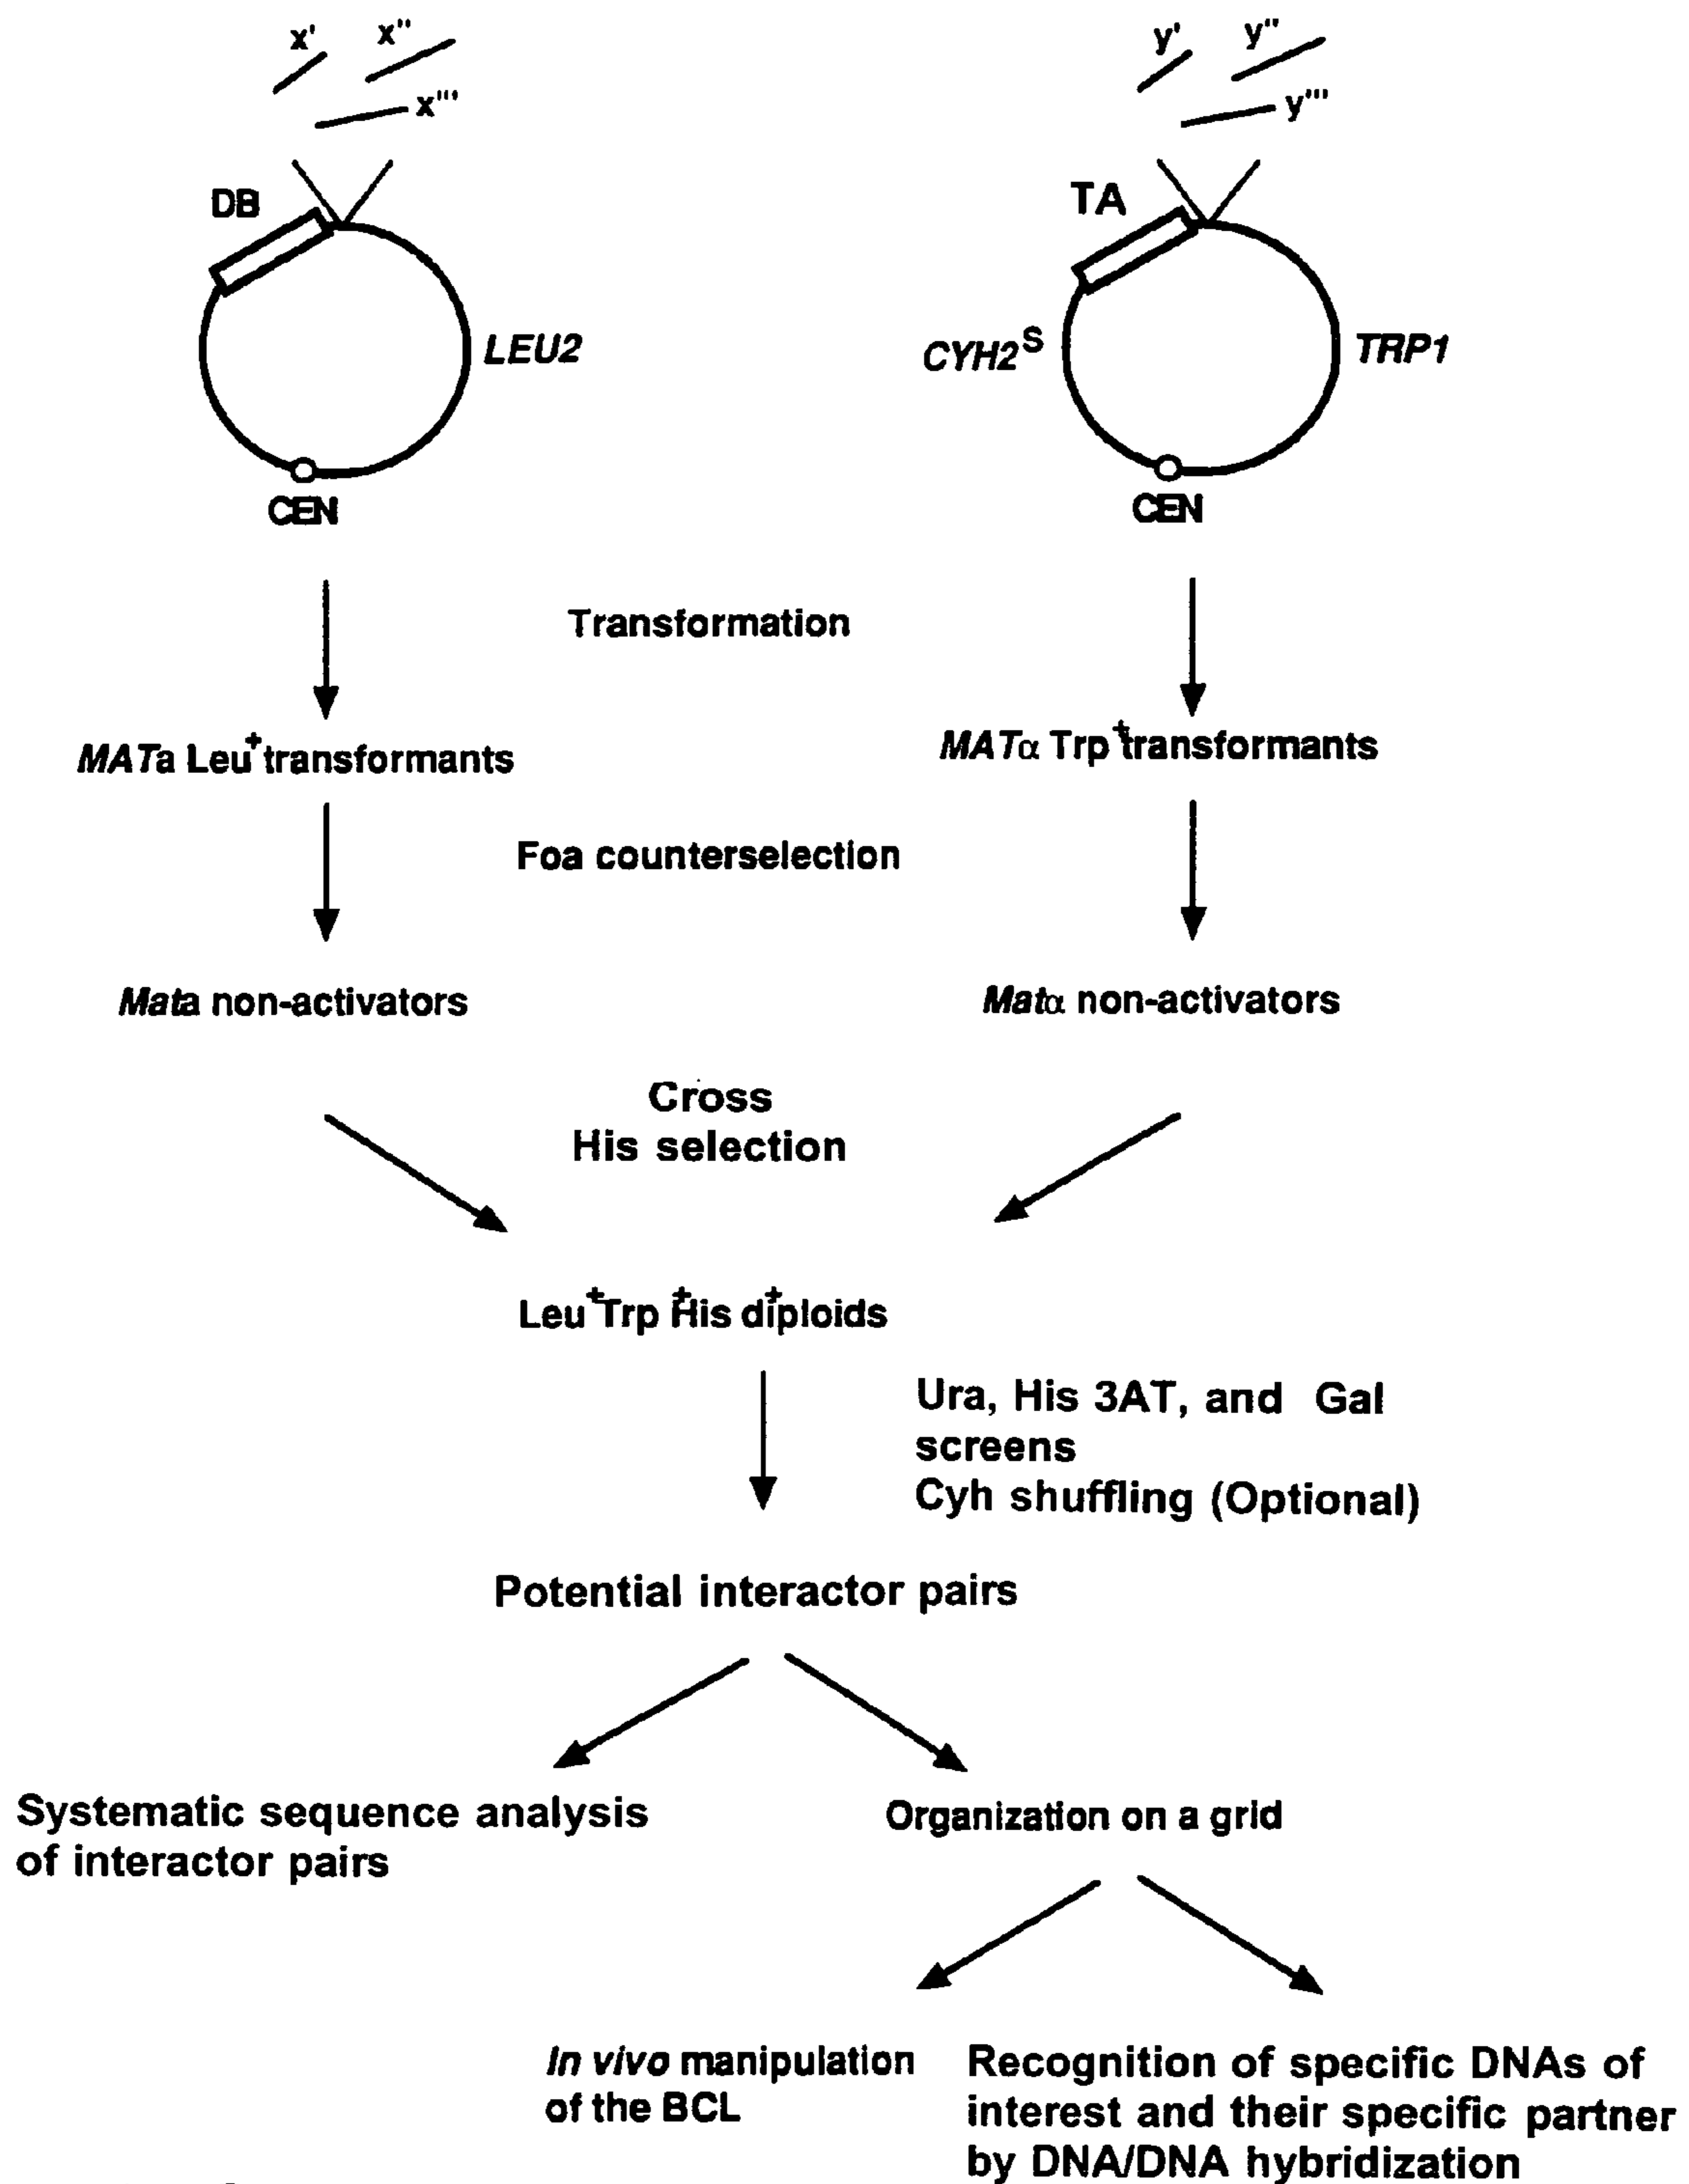 x' x''
x'''
DB
LEU2
CEN
y' y''
y'''
TA
CYH2S
TRP1
CEN
Transformation
MATa Leu+ transformants
MATα Trp+ transformants
Foa counterselection
Mata non-activators
Matα non-activators
Cross
His selection
Leu+ Trp+ His+ diploids
Ura, His 3AT, and Gal
screens
Cyh shuffling (Optional)
Potential interactor pairs
Systematic sequence analysis
of interactor pairs
Organization on a grid
In vivo manipulation
of the BCL
Recognition of specific DNAs of
interest and their specific partner
by DNA/DNA hybridization